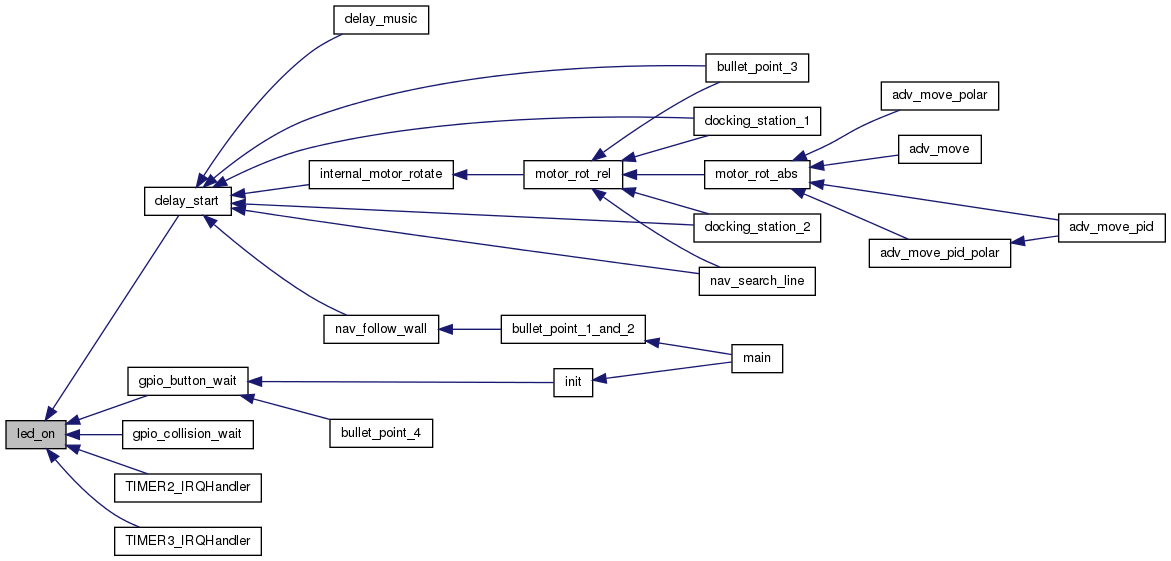 delay_music
bullet_point_3
adv_move_polar
docking_station_1
adv_move
internal_motor_rotate
motor_rot_rel
motor_rot_abs
delay_start
docking_station_2
adv_move_pid
adv_move_pid_polar
nav_search_line
nav_follow_wall
bullet_point_1_and_2
main
gpio_button_wait
init
led_on
gpio_collision_wait
bullet_point_4
TIMER2_IRQHandler
TIMER3_IRQHandler